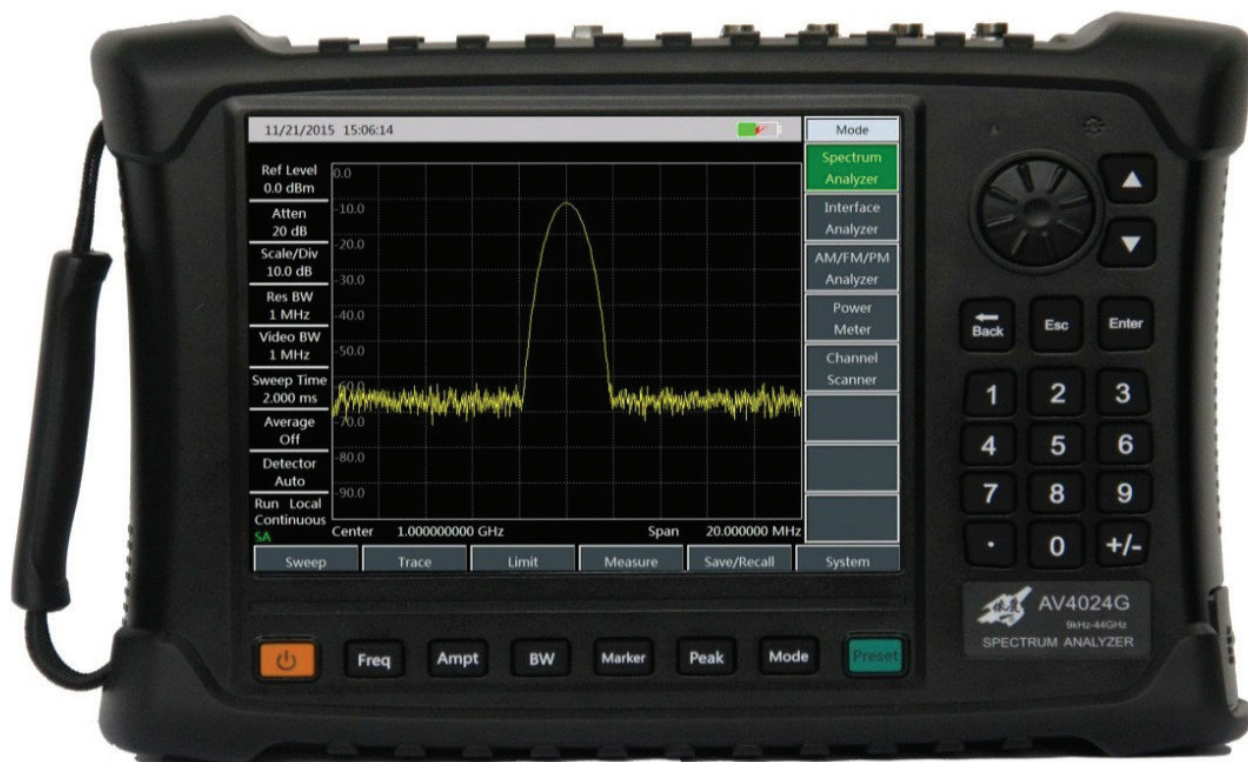 11/21/2015 15:06:14
Mode
Ref Level
0.0 dBm
Atten
20 dB
Scale/Div
10.0 dB
Res BW
1 MHz
Video BW
1 MHz
Sweep Time
2.000 ms
Average
Off
Detector
Auto
Run Local
Continuous
SA
0.0
-10.0
-20.0
-30.0
-40.0
-50.0
-60.0
-70.0
-80.0
-90.0
Center 1.000000000 GHz Span 20.000000 MHz
Spectrum
Analyzer
Interface
Analyzer
AM/FM/PM
Analyzer
Power
Meter
Channel
Scanner
Sweep Trace Limit Measure Save/Recall System
Back Esc Enter
1 2 3
4 5 6
7 8 9
. 0 +/-
AV4024G
9kHz-44GHz
SPECTRUM ANALYZER
Freq Ampt BW Marker Peak Mode Preset